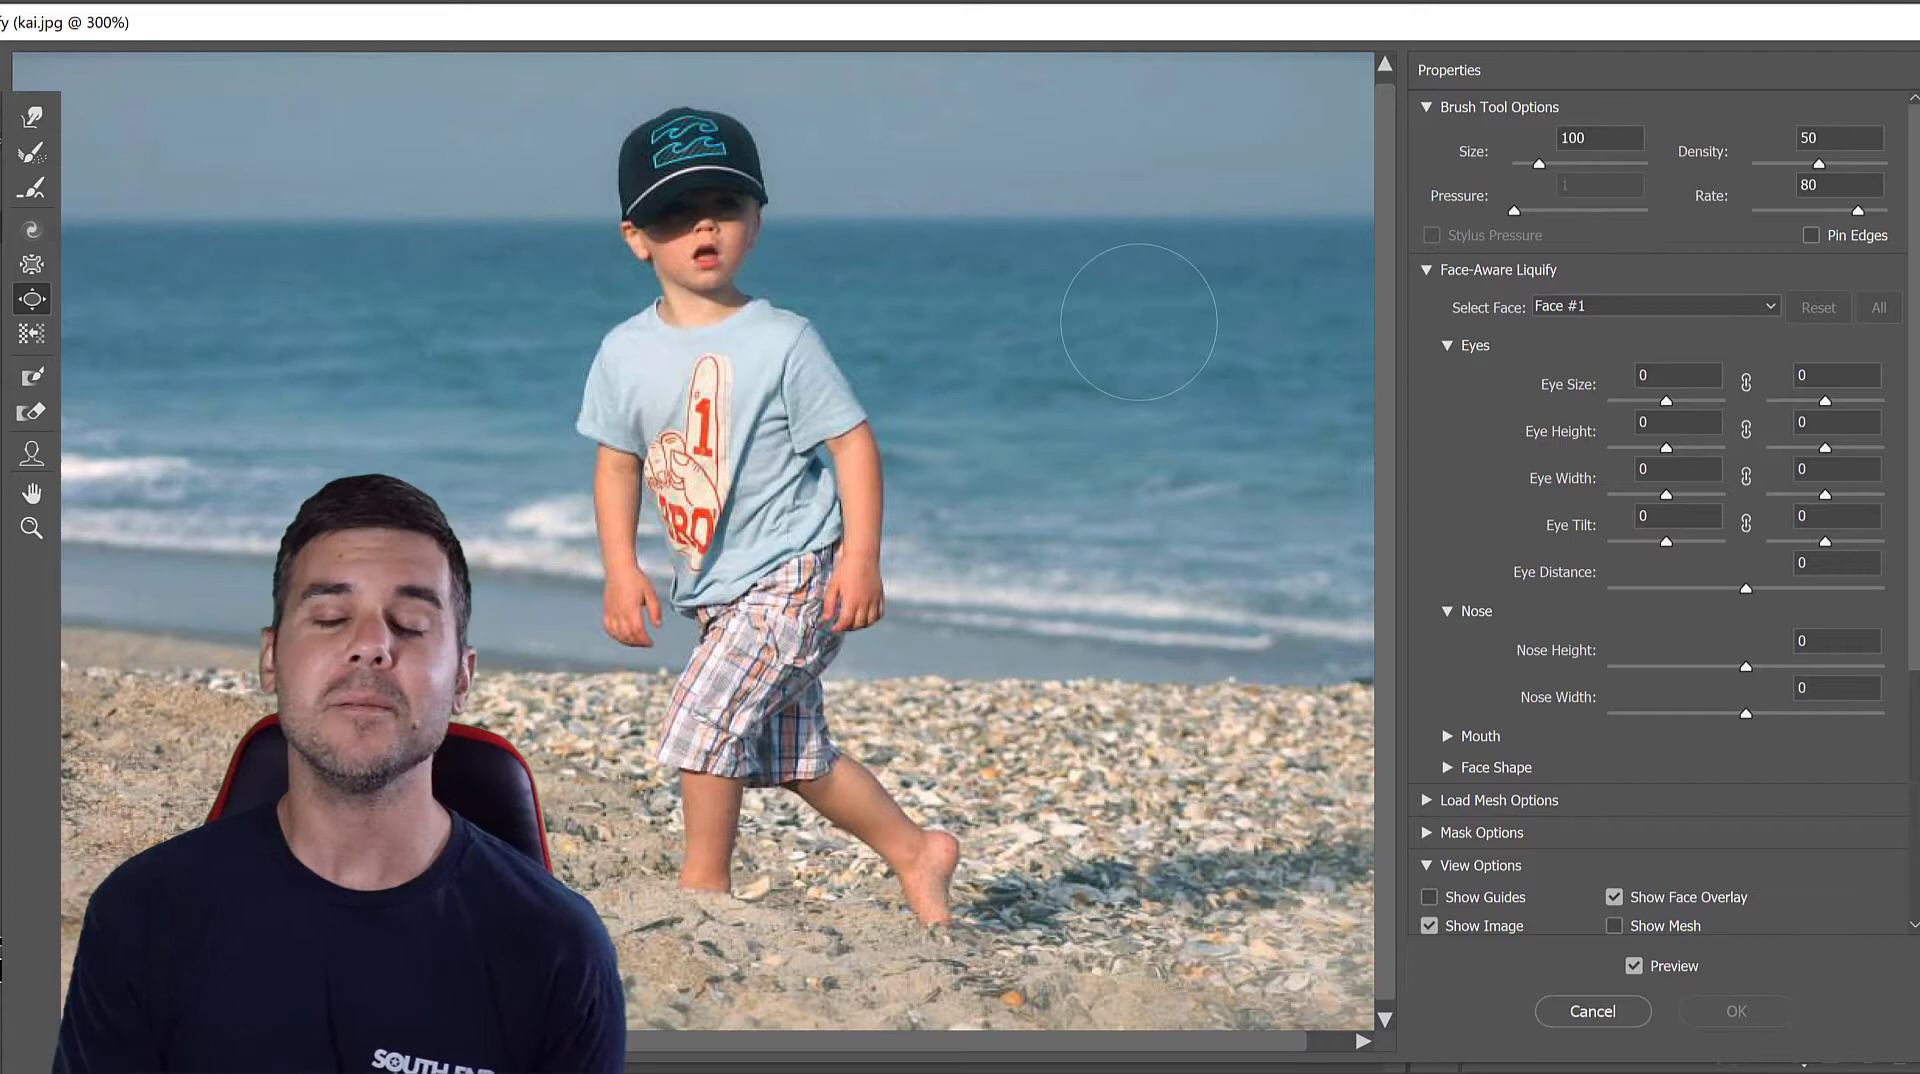 (kai.jpg @ 300%)
Properties
Brush Tool Options
Size: 100 Density: 50
Pressure: 1 Rate: 80
Stylus Pressure Pin Edges
Face-Aware Liquify
Select Face: Face #1 Reset All
Eyes
Eye Size: 0 0
Eye Height: 0 0
Eye Width: 0 0
Eye Tilt: 0 0
Eye Distance: 0
Nose
Nose Height: 0
Nose Width: 0
Mouth
Face Shape
Load Mesh Options
Mask Options
View Options
Show Guides Show Face Overlay
Show Image Show Mesh
Preview
Cancel OK
#1
SOUTH